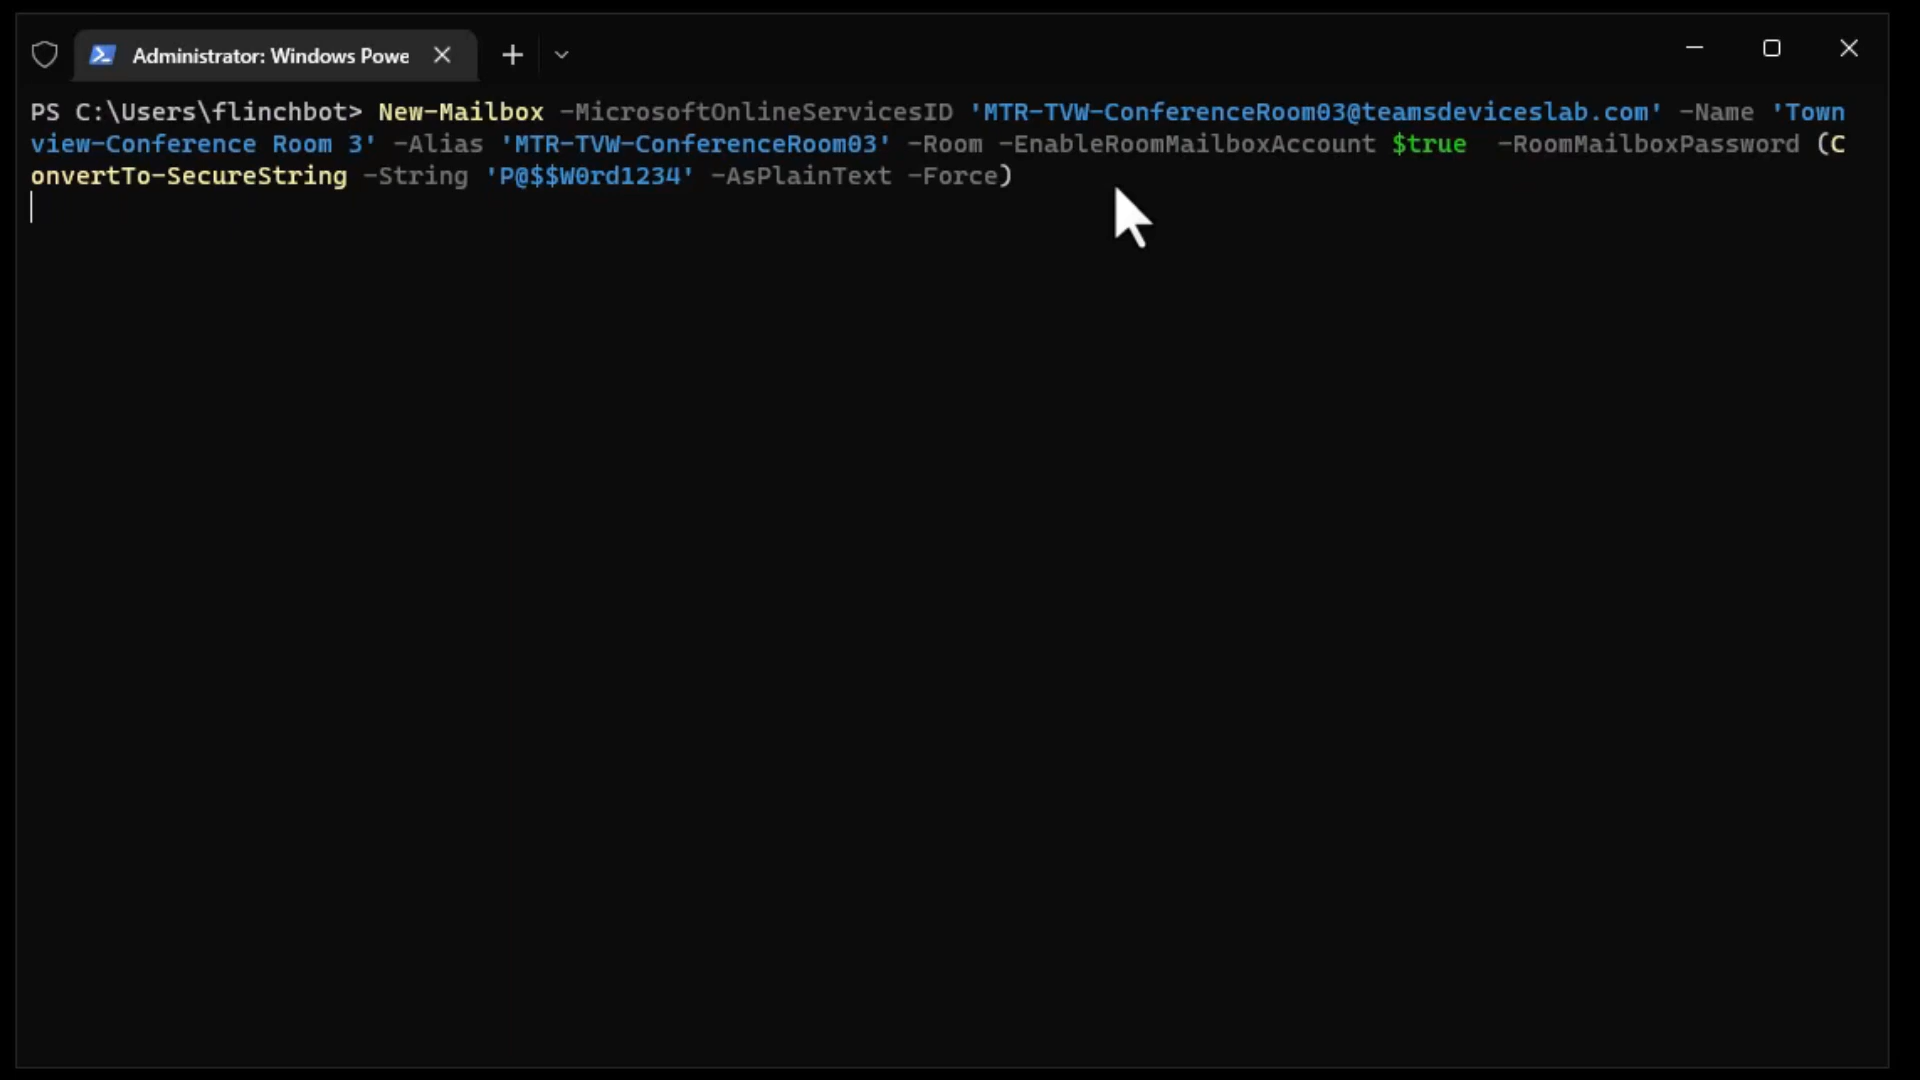 Administrator: Windows Powe
PS C:\Users\flinchbot> New-Mailbox -MicrosoftOnlineServicesID 'MTR-TVW-ConferenceRoom03@teamsdeviceslab.com' -Name 'Town
view-Conference Room 3' -Alias 'MTR-TVW-ConferenceRoom03' -Room -EnableRoomMailboxAccount $true  -RoomMailboxPassword (C
onvertTo-SecureString -String 'P@$$W0rd1234' -AsPlainText -Force)